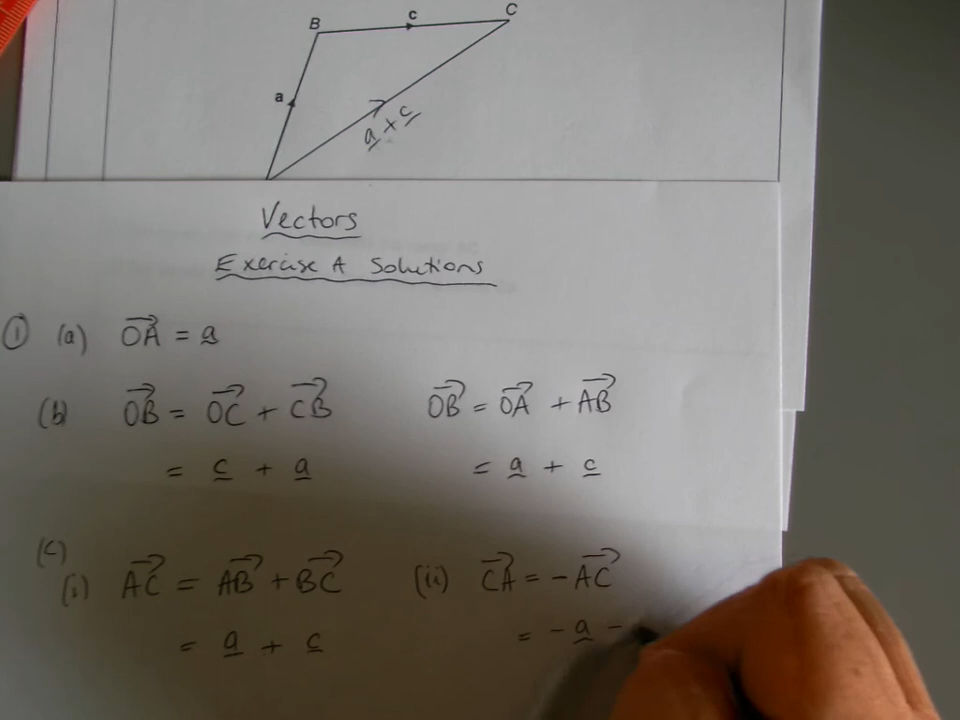 B c C
a
a + c
Vectors
Exercise A Solutions
① (a) OA→ = a
(b) OB→ = OC→ + CB→ OB→ = OA→ + AB→
= c + a = a + c
(c)
(i) AC→ = AB→ + BC→ (ii) CA→ = -AC→
= a + c = -a -